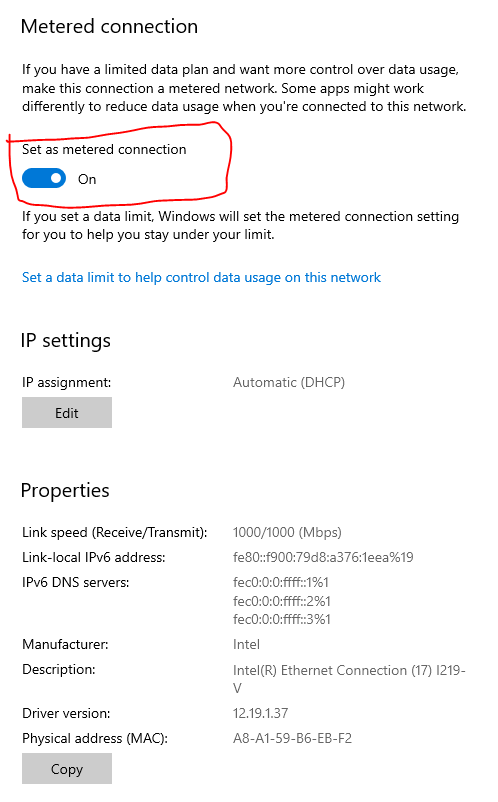 Metered connection
If you have a limited data plan and want more control over data usage,
make this connection a metered network. Some apps might work
differently to reduce data usage when you're connected to this network.
Set as metered connection
On
If you set a data limit, Windows will set the metered connection setting
for you to help you stay under your limit.
Set a data limit to help control data usage on this network
IP settings
IP assignment: Automatic (DHCP)
Edit
Properties
Link speed (Receive/Transmit): 1000/1000 (Mbps)
Link-local IPv6 address: fe80::f900:79d8:a376:1eea%19
IPv6 DNS servers: fec0:0:0:ffff::1%1
fec0:0:0:ffff::2%1
fec0:0:0:ffff::3%1
Manufacturer: Intel
Description: Intel(R) Ethernet Connection (17) I219-
V
Driver version: 12.19.1.37
Physical address (MAC): A8-A1-59-B6-EB-F2
Copy